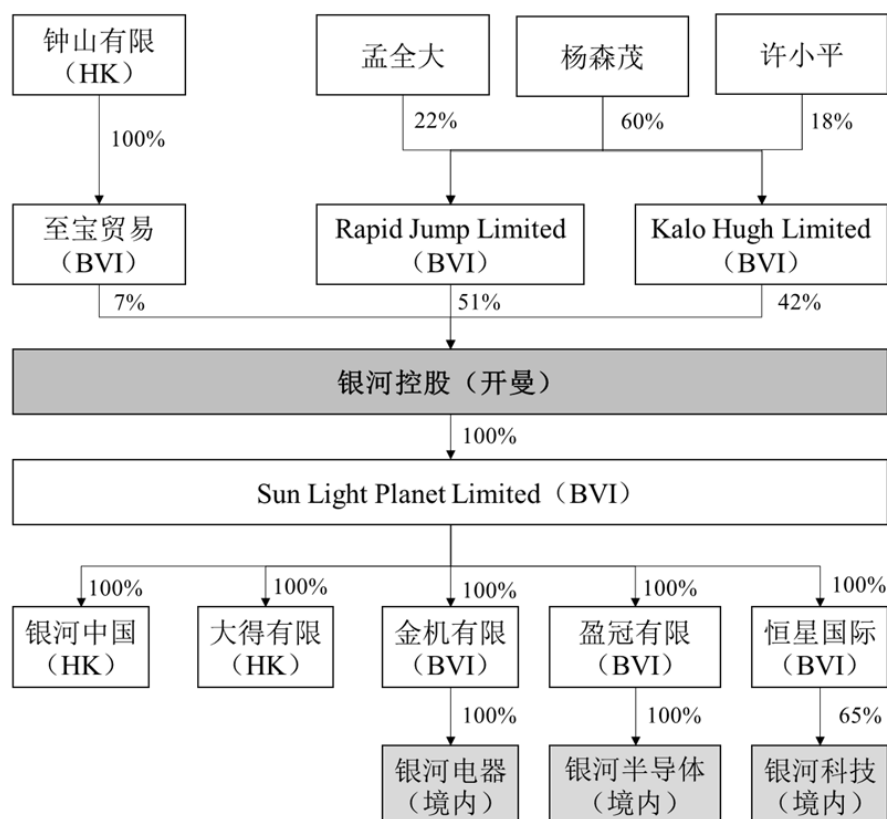 钟山有限
（HK）
孟全大
杨森茂
许小平
100%
22%
60%
18%
至宝贸易
（BVI）
Rapid Jump Limited
（BVI）
Kalo Hugh Limited
（BVI）
7%
51%
42%
银河控股（开曼）
100%
Sun Light Planet Limited（BVI）
100%
100%
100%
100%
100%
银河中国
（HK）
大得有限
（HK）
金机有限
（BVI）
盈冠有限
（BVI）
恒星国际
（BVI）
100%
100%
65%
银河电器
（境内）
银河半导体
（境内）
银河科技
（境内）